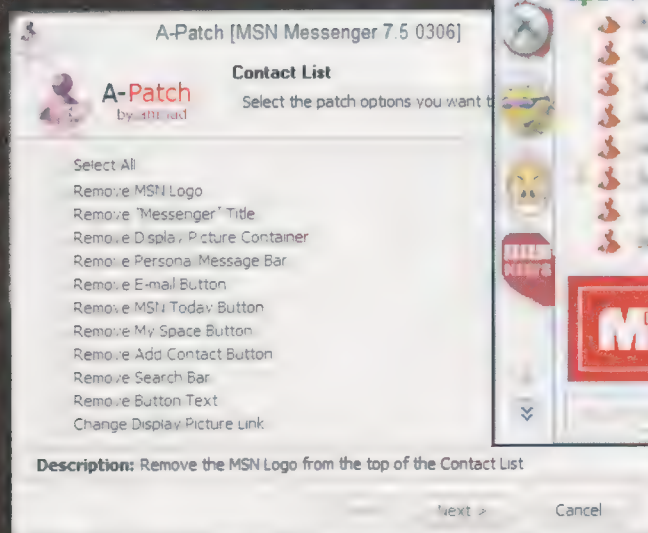 A-Patch [MSN Messenger 7.5 0306]
Contact List
A-Patch
by
Select the patch options you want
Select All
Remove MSN Logo
Remove "Messenger" Title
Remove Display Picture Container
Remove Personal Message Bar
Remove E-mail Button
Remove MSN Today Button
Remove My Space Button
Remove Add Contact Button
Remove Search Bar
Remove Button Text
Change Display Picture Link
Description: Remove the MSN Logo from the top of the Contact List
Next >
Cancel